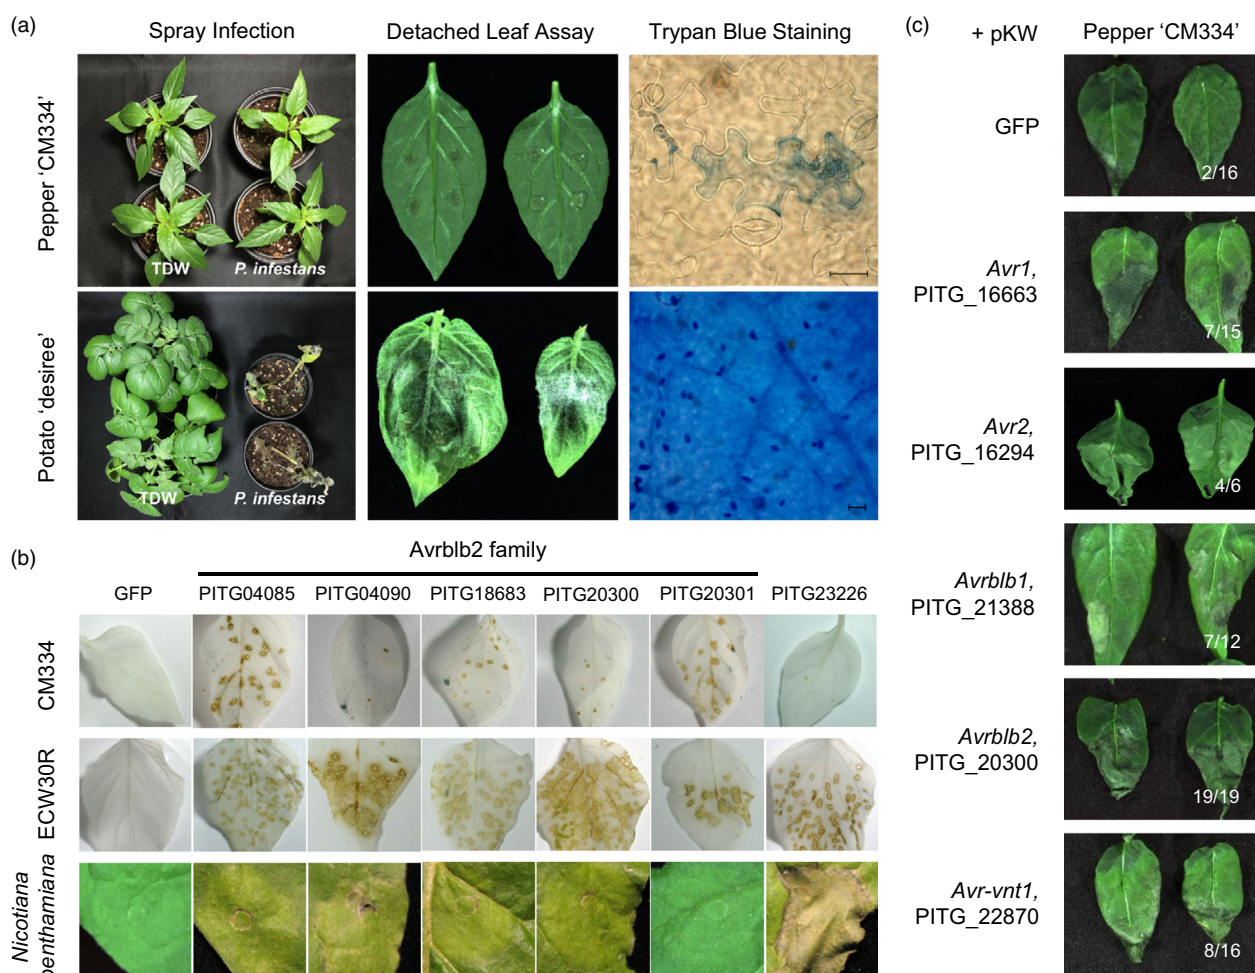 (a)
Spray Infection
Detached Leaf Assay
Trypan Blue Staining
Pepper ‘CM334’
TDW
P. infestans
Potato ‘desiree’
TDW
P. infestans
(b)
Avrblb2 family
GFP
PITG04085
PITG04090
PITG18683
PITG20300
PITG20301
PITG23226
CM334
ECW30R
Nicotiana
benthamiana
(c)
+ pKW
Pepper ‘CM334’
GFP
2/16
Avr1,
PITG_16663
7/15
Avr2,
PITG_16294
4/6
Avrblb1,
PITG_21388
7/12
Avrblb2,
PITG_20300
19/19
Avr-vnt1,
PITG_22870
8/16